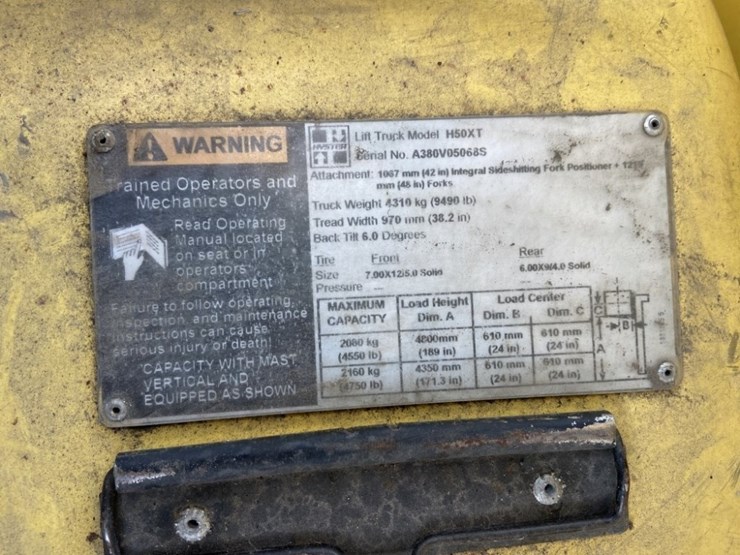 WARNING
Trained Operators and
Mechanics Only
Read Operating
Manual located
on seat or in
operators
compartment
Failure to follow operating,
inspection, and maintenance
instructions can cause
serious injury or death!
CAPACITY WITH MAST
VERTICAL AND
EQUIPPED AS SHOWN
HYSTER
Lift Truck Model H50XT
Serial No. A380V05068S
Attachment: 1067 mm (42 in) Integral Sideshifting Fork Positioner + 1219
mm (48 in) Forks
Truck Weight 4310 kg (9490 lb)
Tread Width 970 mm (38.2 in)
Back Tilt 6.0 Degrees
Tire Front Rear
Size 7.00X12/5.0 Solid 6.00X9/4.0 Solid
Pressure
MAXIMUM CAPACITY Load Height Dim. A Load Center Dim. B Dim. C
2060 kg (4550 lb) 4800mm (189 in) 610 mm (24 in) 610 mm (24 in)
2160 kg (4750 lb) 4350 mm (171.3 in) 610 mm (24 in) 610 mm (24 in)
C
B
A